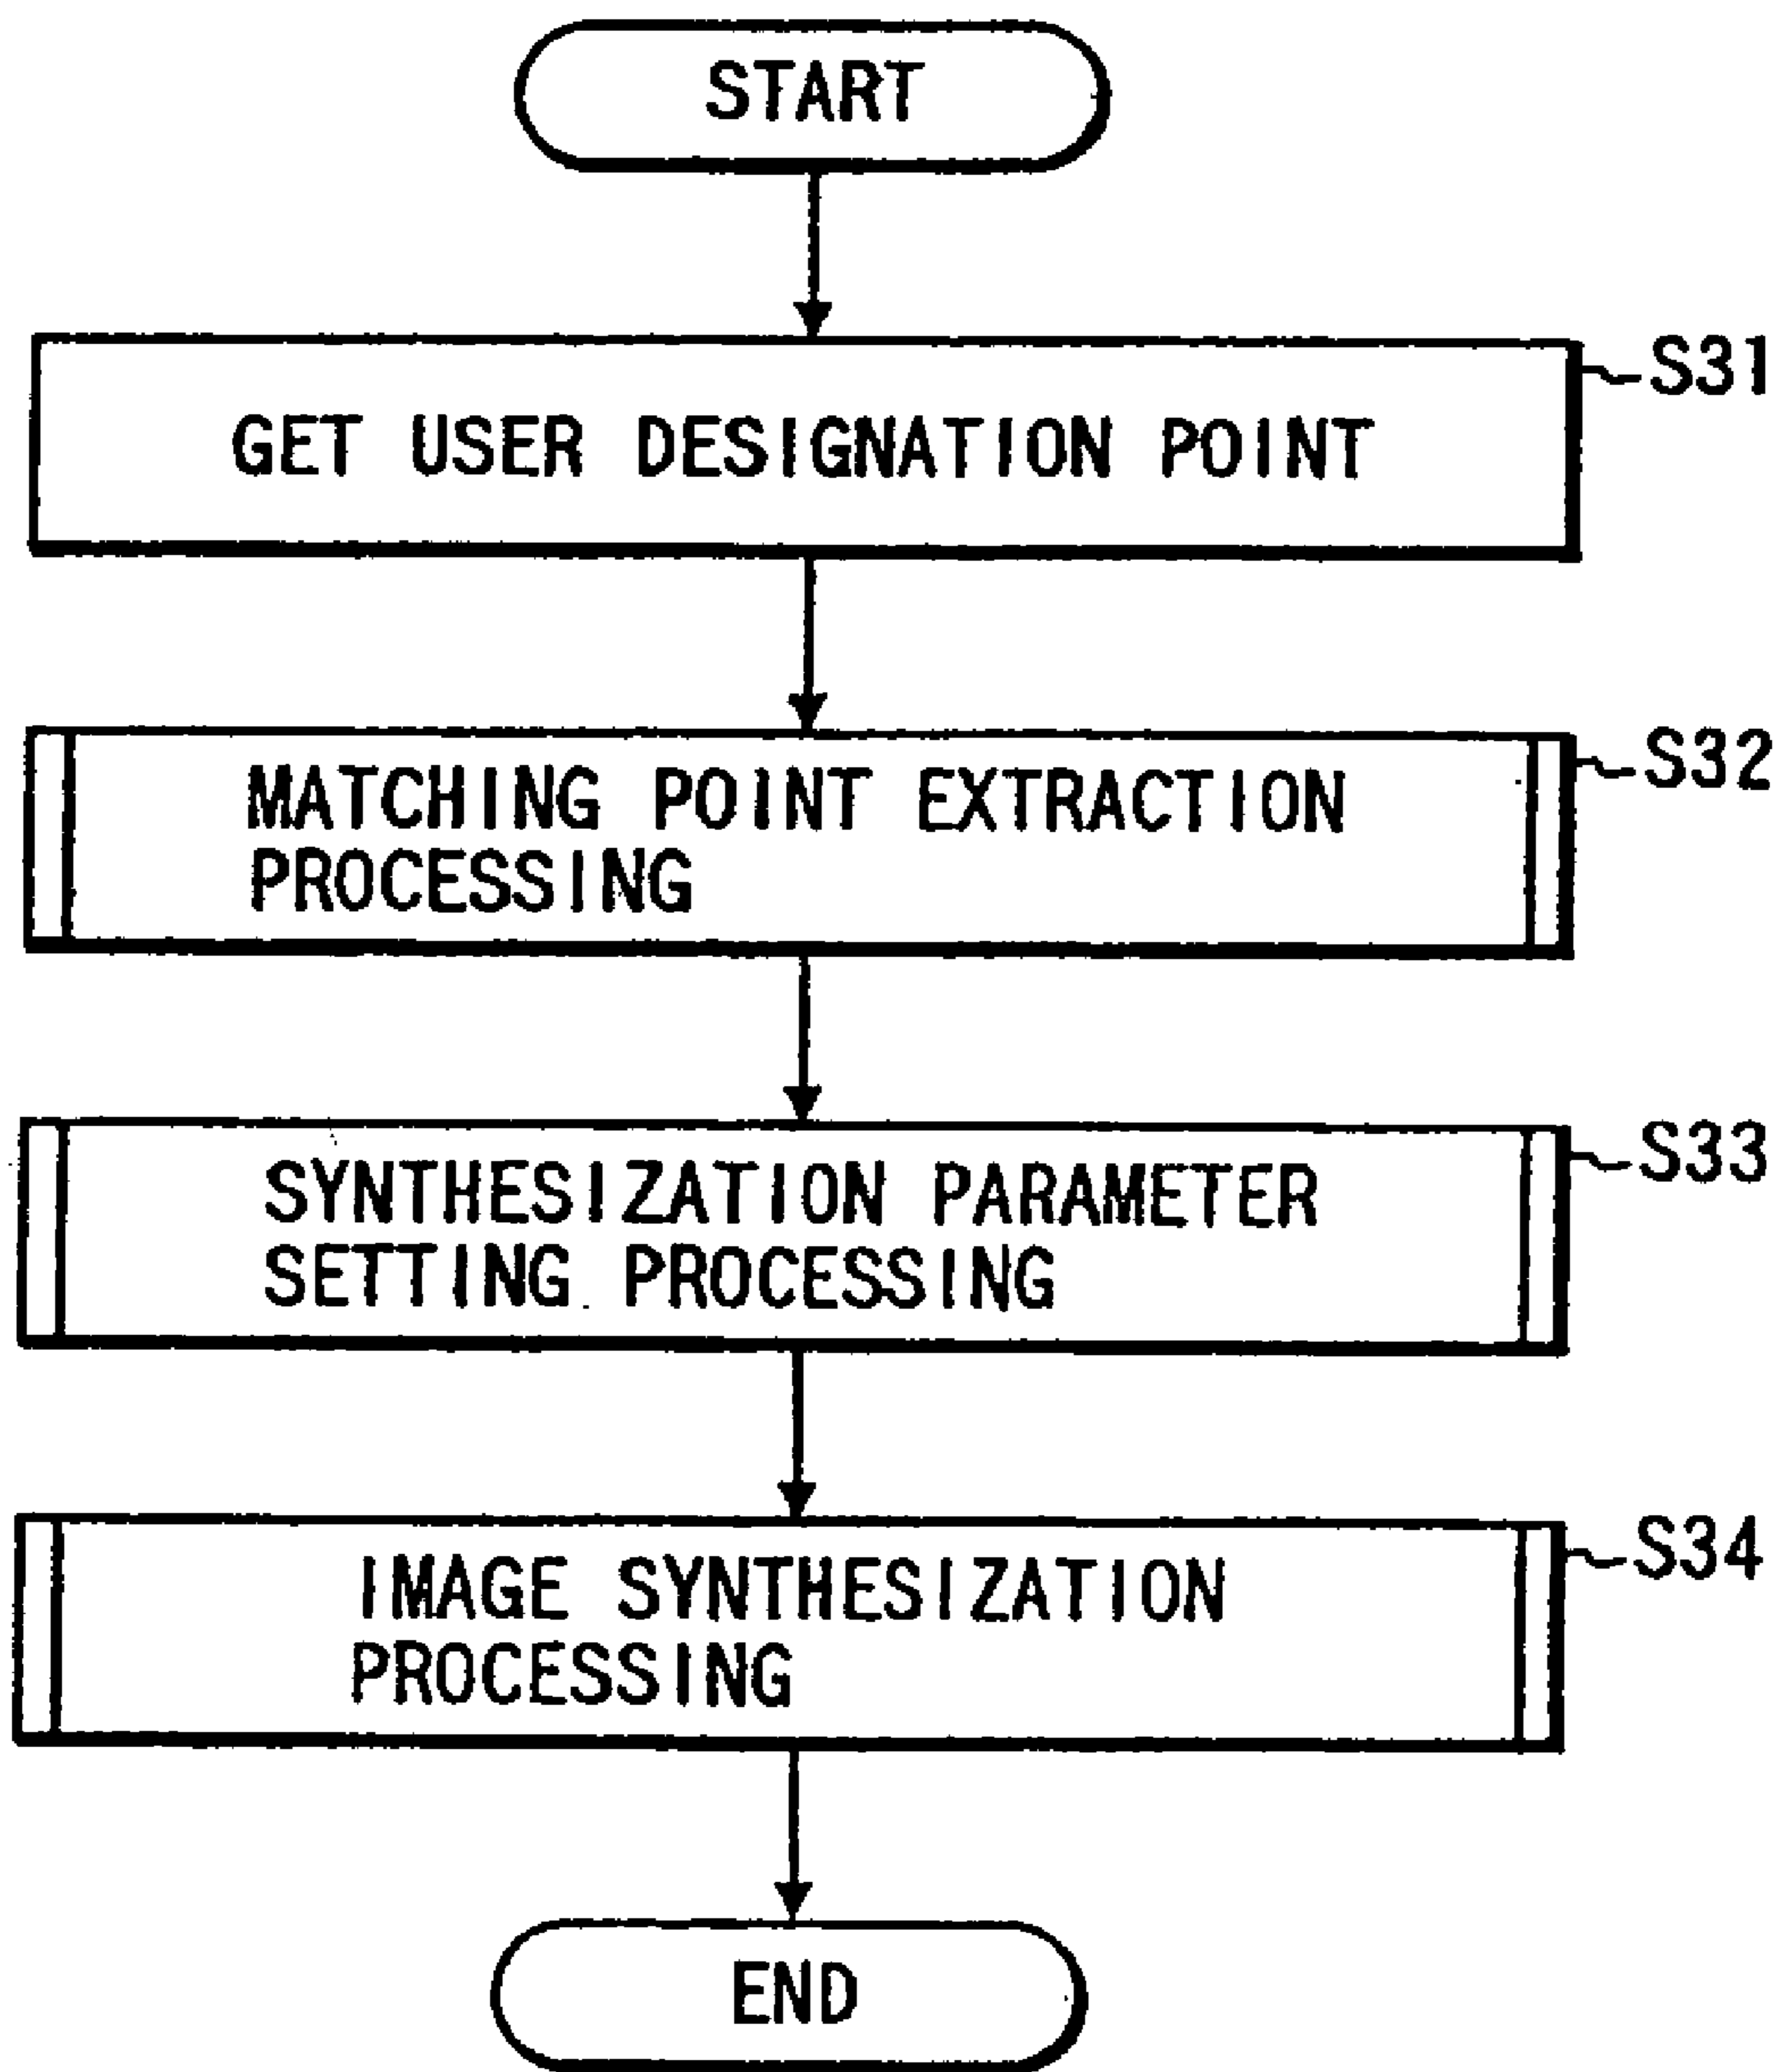 START
S31
GET USER DESIGNATION POINT
S32
MATCHING POINT EXTRACTION
PROCESSING
S33
SYNTHESIZATION PARAMETER
SETTING PROCESSING
S34
IMAGE SYNTHESIZATION
PROCESSING
END